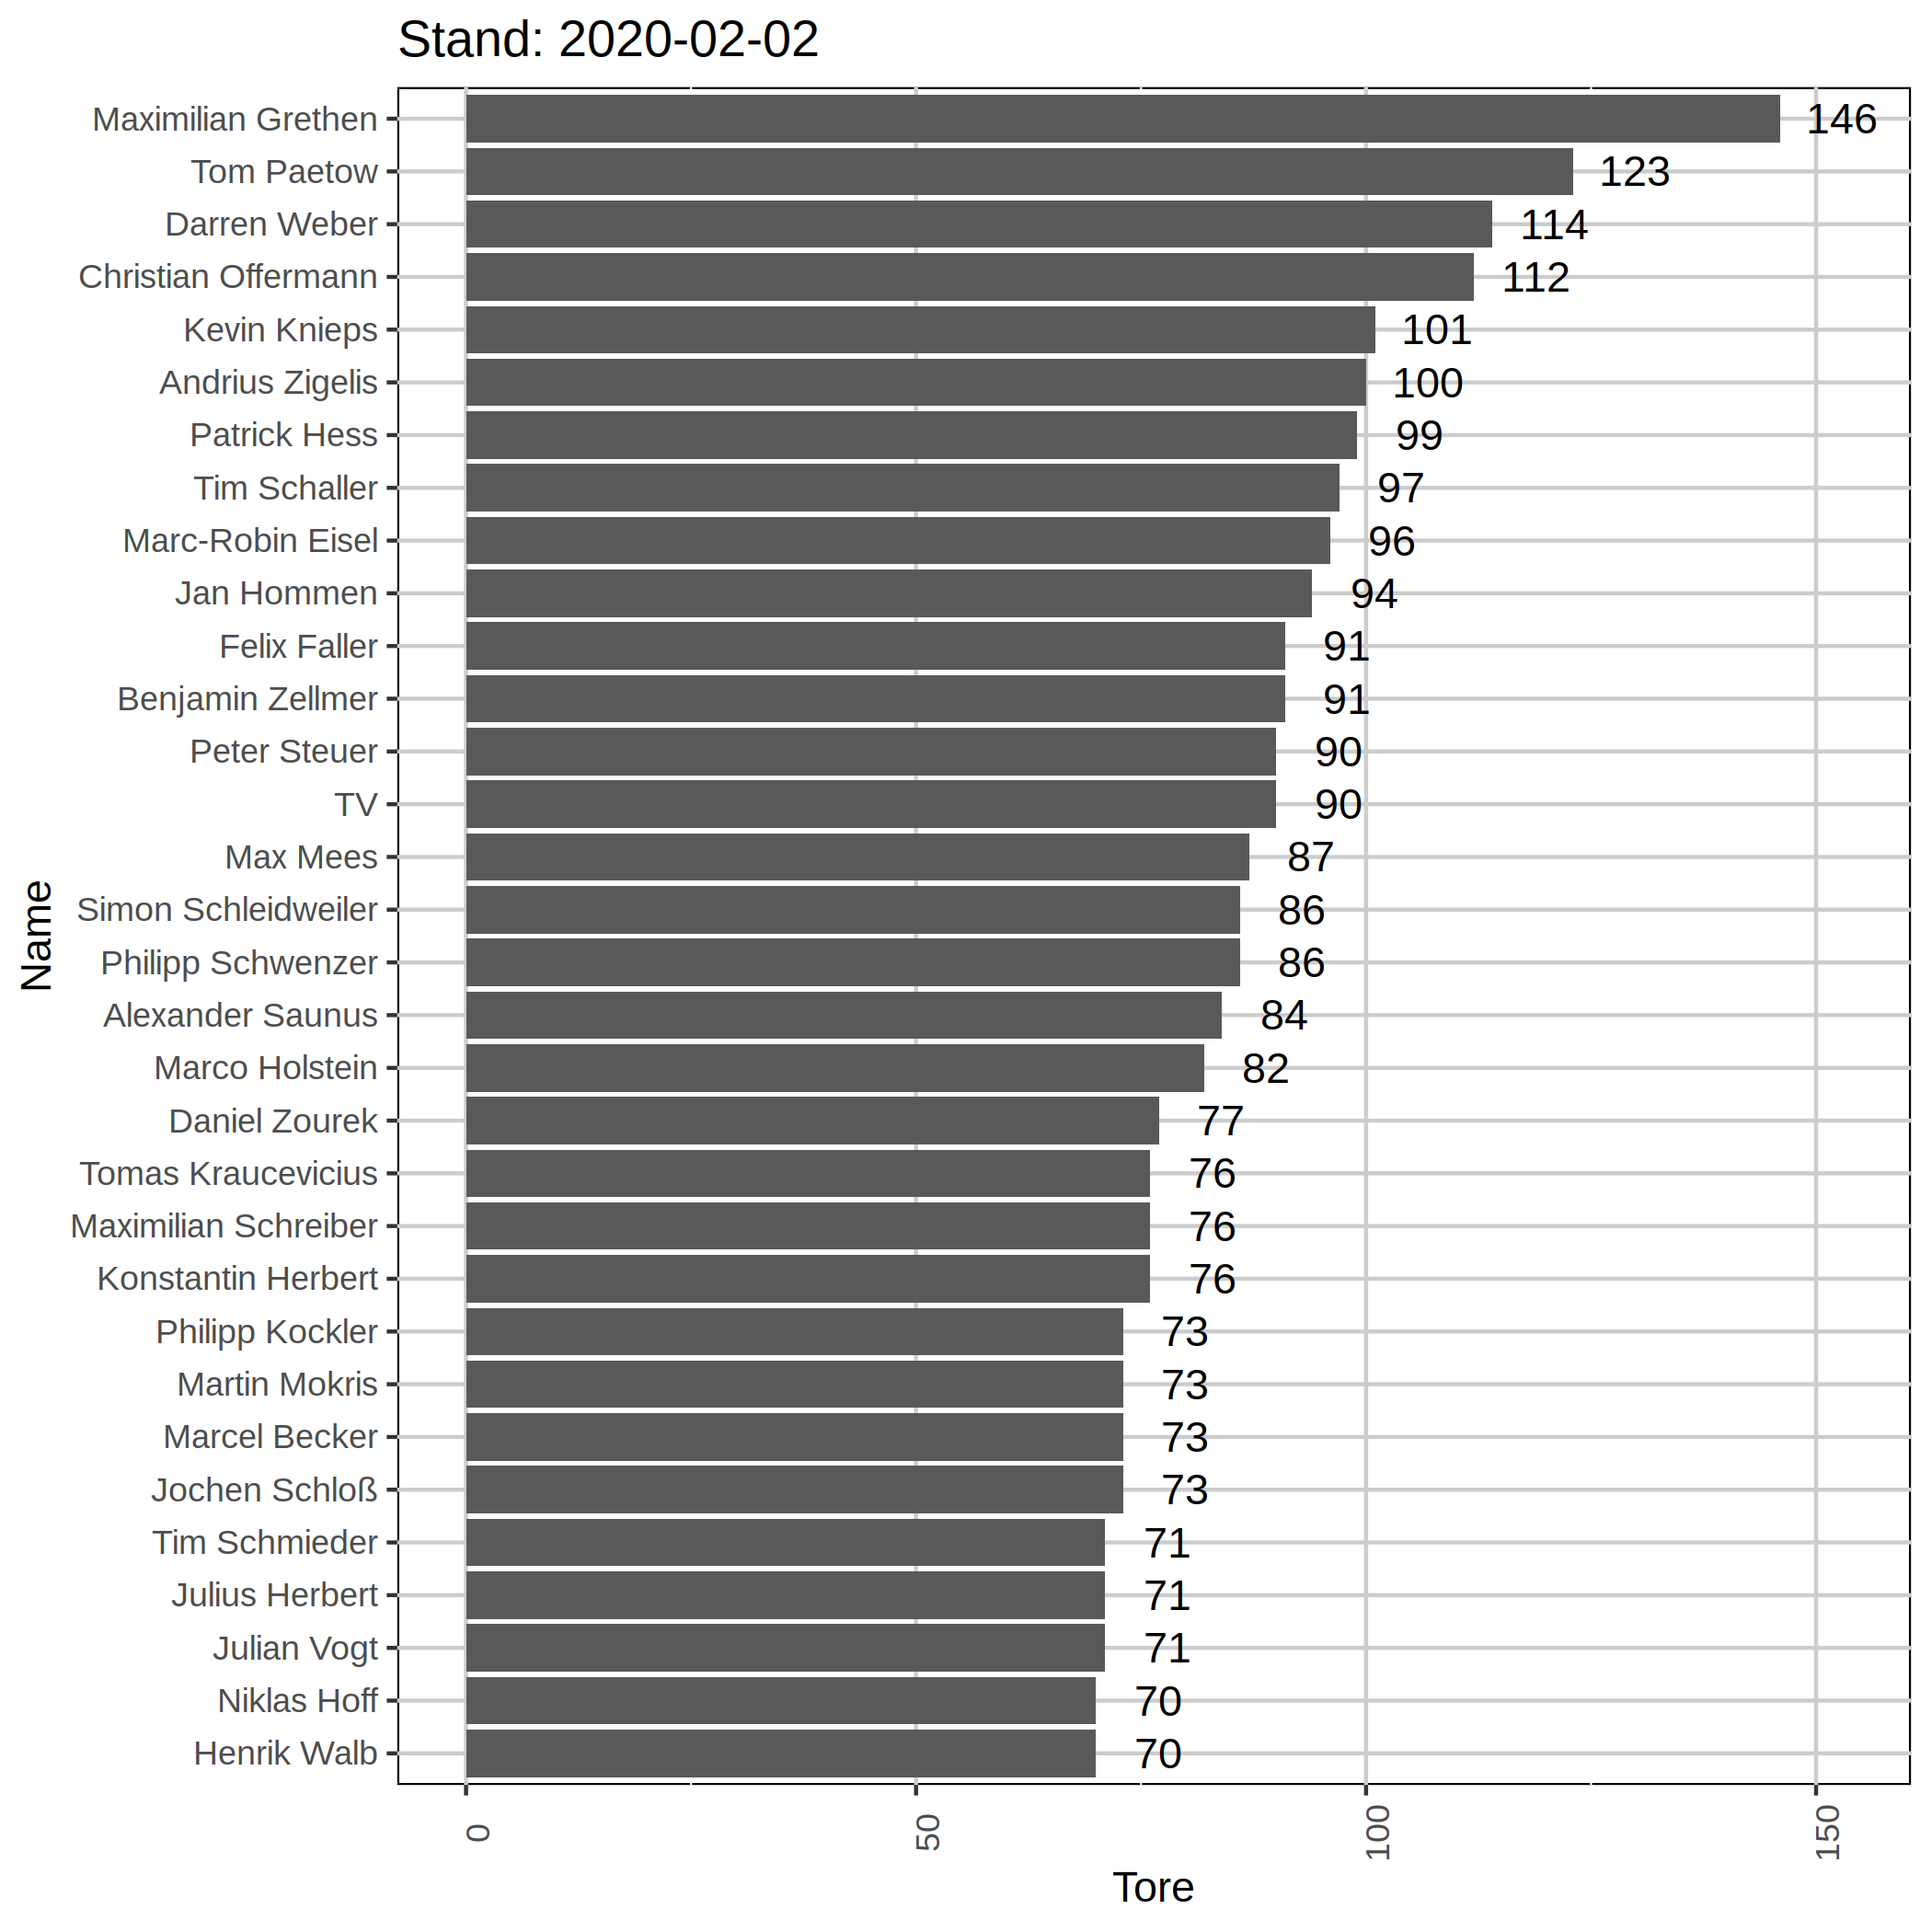 Stand: 2020-02-02
Maximilian Grethen 146
Tom Paetow 123
Darren Weber 114
Christian Offermann 112
Kevin Knieps 101
Andrius Zigelis 100
Patrick Hess 99
Tim Schaller 97
Marc-Robin Eisel 96
Jan Hommen 94
Felix Faller 91
Benjamin Zellmer 91
Peter Steuer 90
TV 90
Max Mees 87
Simon Schleidweiler 86
Philipp Schwenzer 86
Alexander Saunus 84
Marco Holstein 82
Daniel Zourek 77
Tomas Kraucevicius 76
Maximilian Schreiber 76
Konstantin Herbert 76
Philipp Kockler 73
Martin Mokris 73
Marcel Becker 73
Jochen Schloß 73
Tim Schmieder 71
Julius Herbert 71
Julian Vogt 71
Niklas Hoff 70
Henrik Walb 70
Name
0 50 100 150
Tore